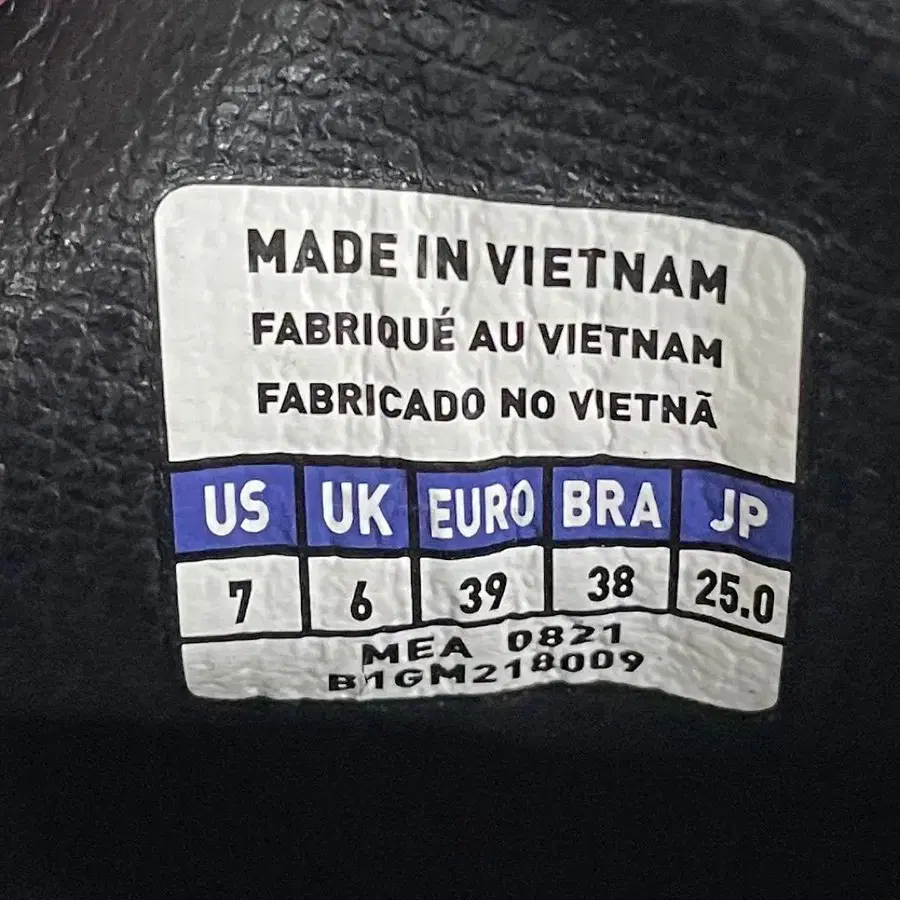 MADE IN VIETNAM
FABRIQUÉ AU VIETNAM
FABRICADO NO VIETNÃ
US UK EURO BRA JP
7 6 39 38 25.0
MEA 0821
B1GM218009